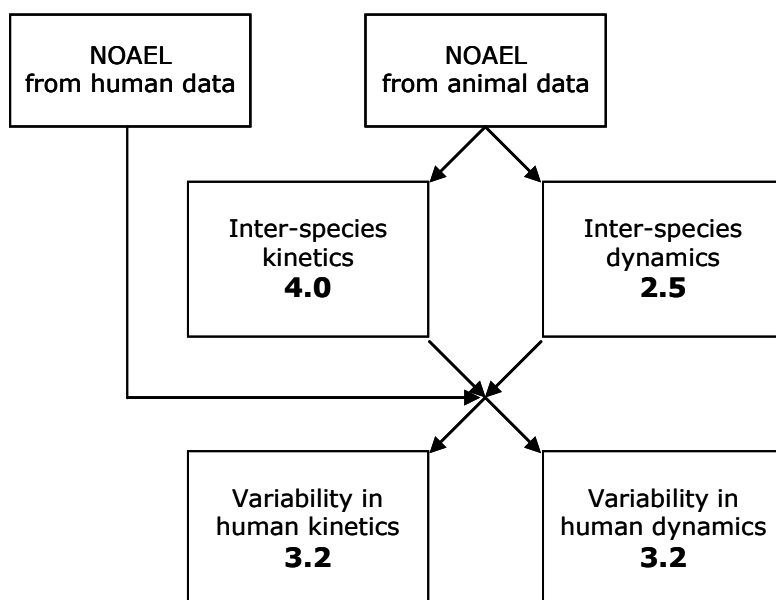 NOAEL
from human data
NOAEL
from animal data
Inter-species
kinetics
4.0
Inter-species
dynamics
2.5
Variability in
human kinetics
3.2
Variability in
human dynamics
3.2